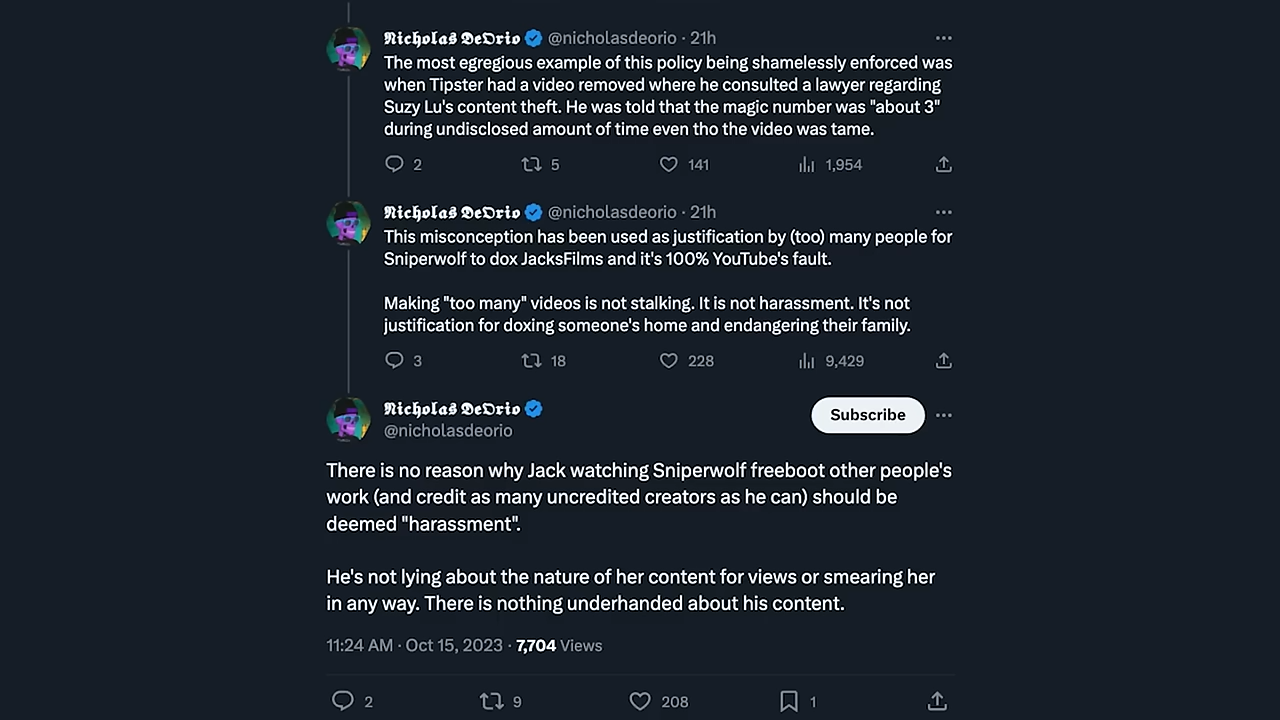 𝕹𝖎𝖈𝖍𝖔𝖑𝖆𝖘 𝕯𝖊𝕺𝖗𝖎𝖔 @nicholasdeorio · 21h
The most egregious example of this policy being shamelessly enforced was
when Tipster had a video removed where he consulted a lawyer regarding
Suzy Lu's content theft. He was told that the magic number was "about 3"
during undisclosed amount of time even tho the video was tame.
2 5 141 1,954
𝕹𝖎𝖈𝖍𝖔𝖑𝖆𝖘 𝕯𝖊𝕺𝖗𝖎𝖔 @nicholasdeorio · 21h
This misconception has been used as justification by (too) many people for
Sniperwolf to dox JacksFilms and it's 100% YouTube's fault.
Making "too many" videos is not stalking. It is not harassment. It's not
justification for doxing someone's home and endangering their family.
3 18 228 9,429
𝕹𝖎𝖈𝖍𝖔𝖑𝖆𝖘 𝕯𝖊𝕺𝖗𝖎𝖔
@nicholasdeorio
Subscribe
There is no reason why Jack watching Sniperwolf freeboot other people's
work (and credit as many uncredited creators as he can) should be
deemed "harassment".
He's not lying about the nature of her content for views or smearing her
in any way. There is nothing underhanded about his content.
11:24 AM · Oct 15, 2023 · 7,704 Views
2 9 208 1